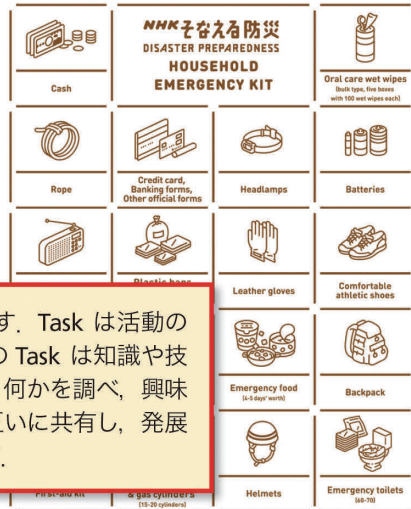 NHK そなえる防災
DISASTER PREPAREDNESS
HOUSEHOLD
EMERGENCY KIT
Cash
Oral care wet wipes
(bulk type, five boxes
with 100 wet wipes each)
Rope
Credit card,
Banking forms,
Other official forms
Headlamps
Batteries
Plastic bags
Leather gloves
Comfortable
athletic shoes
す. Task は活動の
の Task は知識や技
何かを調べ, 興味
互いに共有し, 発展
Emergency food
(4-5 days' worth)
Backpack
First-aid kit
& gas cylinders
(15-20 cylinders)
Helmets
Emergency toilets
(60-70)